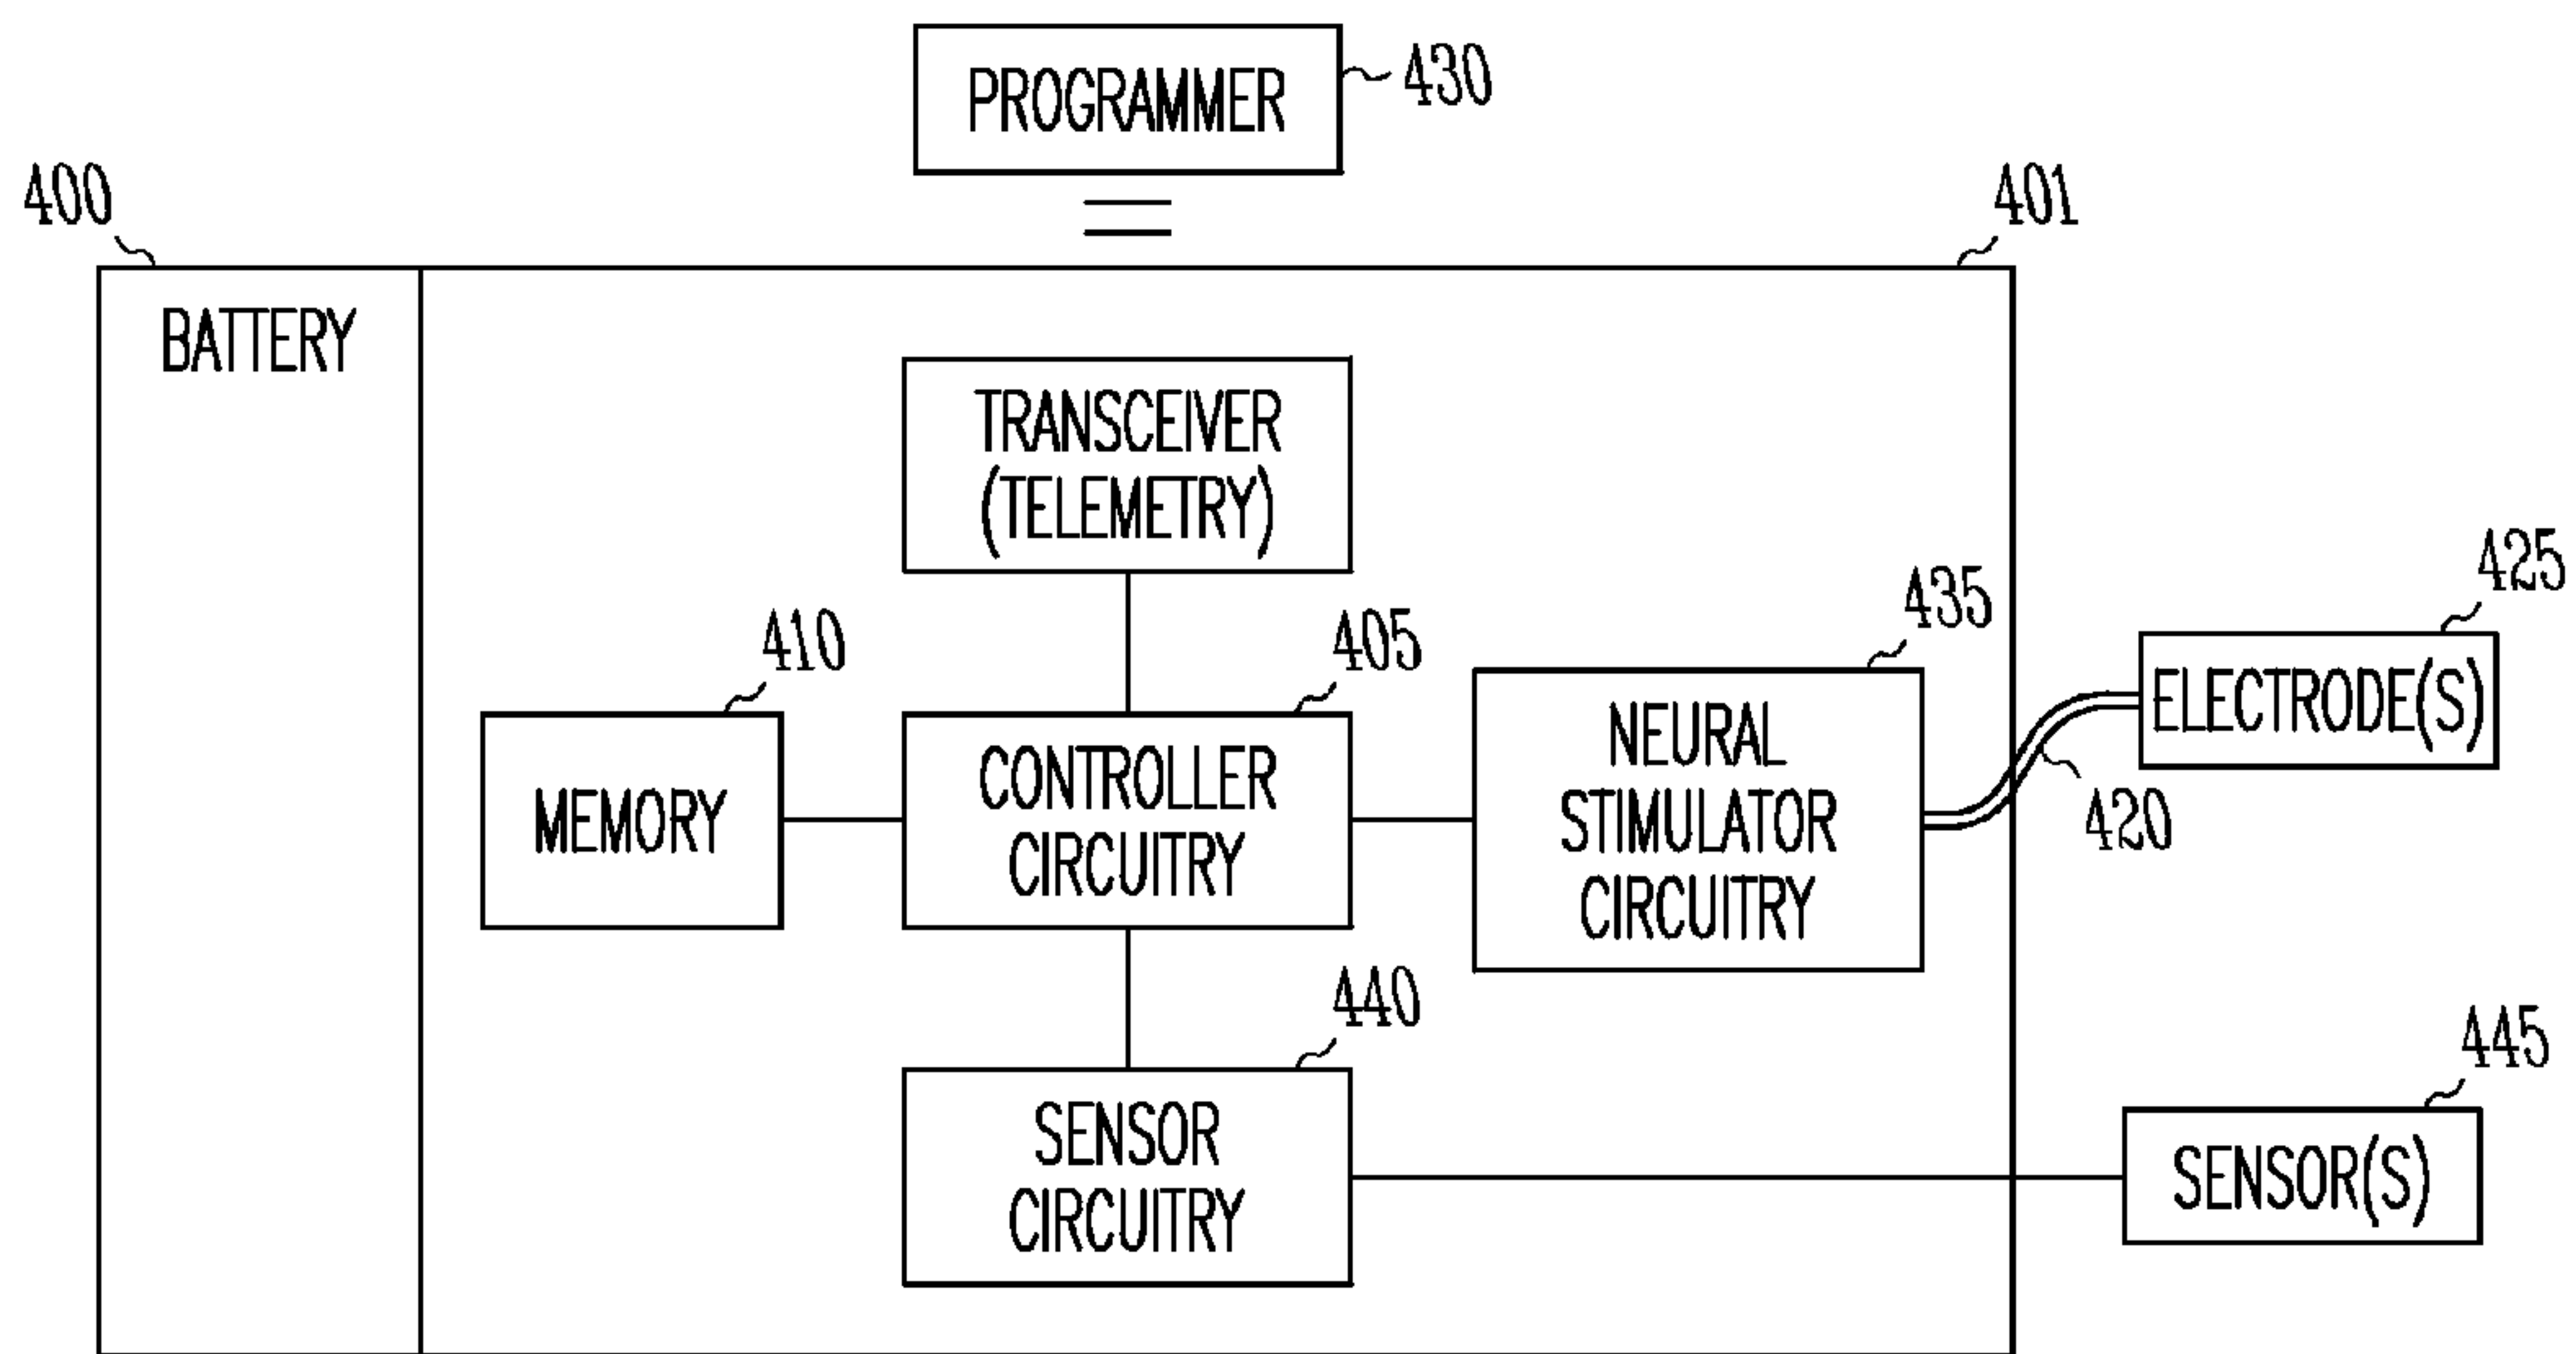 PROGRAMMER
430
400
401
BATTERY
TRANSCEIVER
(TELEMETRY)
410
405
435
425
MEMORY
CONTROLLER
CIRCUITRY
NEURAL
STIMULATOR
CIRCUITRY
ELECTRODE(S)
420
440
445
SENSOR
CIRCUITRY
SENSOR(S)